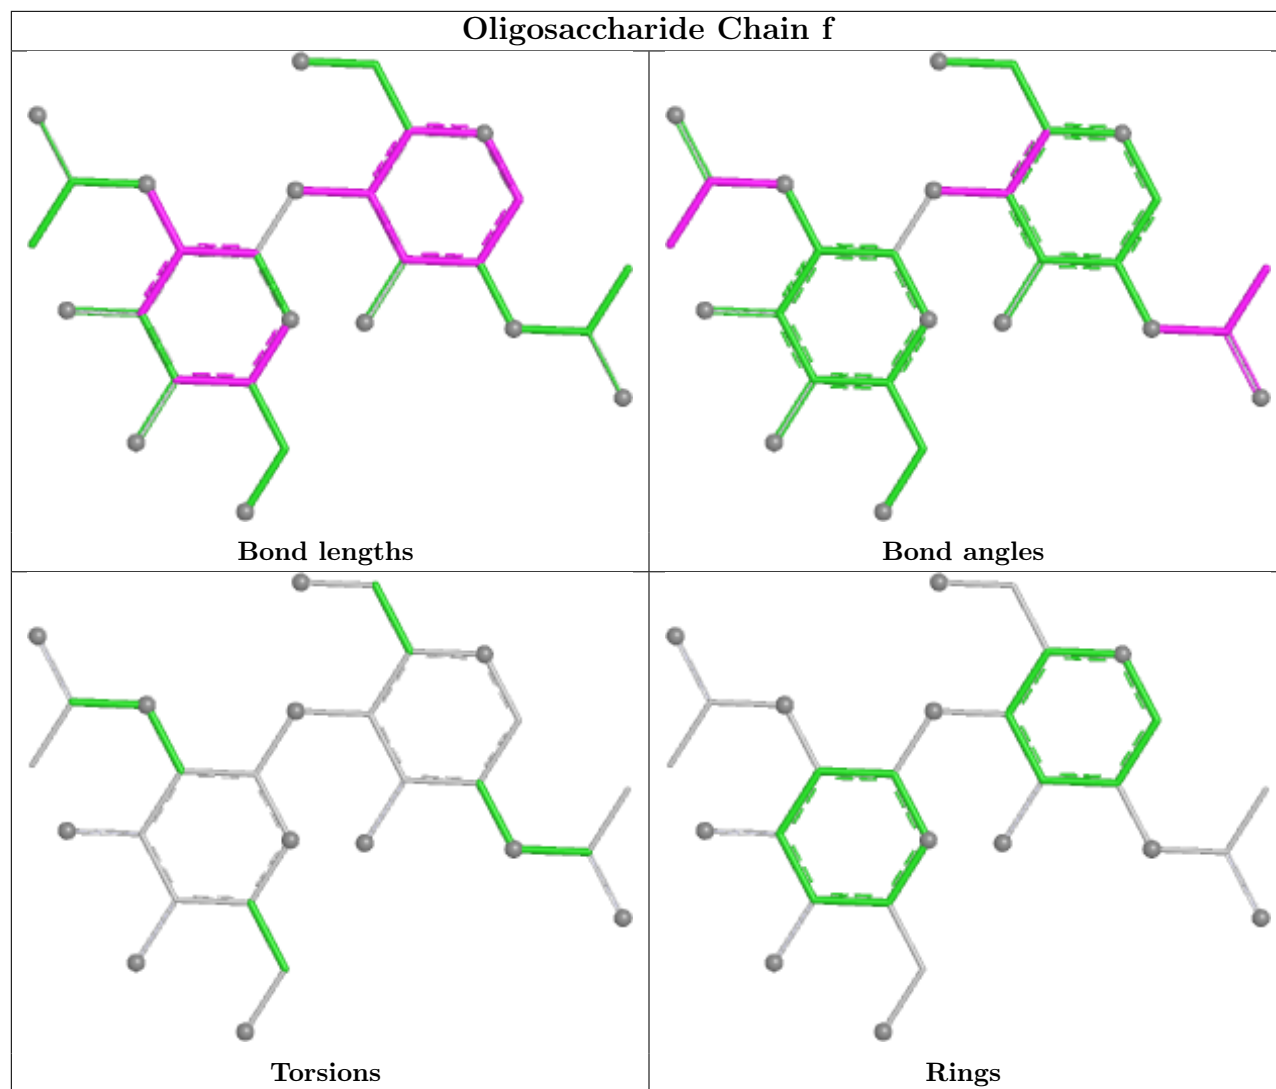 Oligosaccharide Chain f
Bond lengths
Bond angles
Torsions
Rings